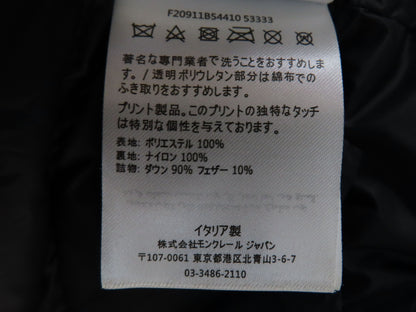 F20911B54410 53333
著名な専門業者で洗うことをおすすめしま
す。/ 透明ポリウレタン部分は綿布での
ふき取りをおすすめします。
プリント製品。このプリントの独特なタッチ
は特別な個性を与えております。
表地: ポリエステル 100%
裏地: ナイロン 100%
詰物: ダウン 90% フェザー 10%
イタリア製
株式会社モンクレール ジャパン
〒107-0061
東京都港区北青山3-6-7
03-3486-2110